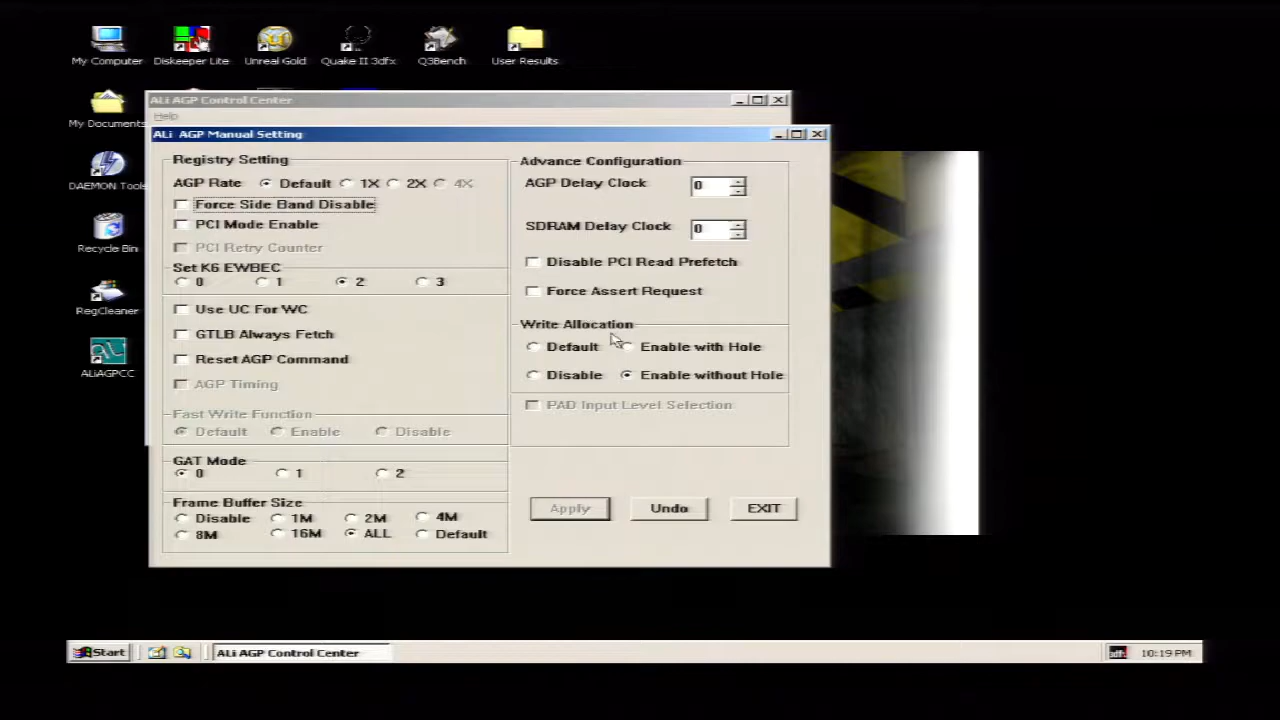 My Computer
Diskeeper Lite
Unreal Gold
Quake II 3dfx
Q3Bench
User Results
My Documents
DAEMON Tools
Recycle Bin
RegCleaner
ALiAGPCC
ALi AGP Control Center
Help
ALi AGP Manual Setting
Registry Setting
AGP Rate Default 1X 2X 4X
Force Side Band Disable
PCI Mode Enable
PCI Retry Counter
Set K6 EWBEC
0 1 2 3
Use UC For WC
GTLB Always Fetch
Reset AGP Command
AGP Timing
Fast Write Function
Default Enable Disable
GAT Mode
0 1 2
Frame Buffer Size
Disable 1M 2M 4M
8M 16M ALL Default
Advance Configuration
AGP Delay Clock 0
SDRAM Delay Clock 0
Disable PCI Read Prefetch
Force Assert Request
Write Allocation
Default Enable with Hole
Disable Enable without Hole
PAD Input Level Selection
Apply Undo EXIT
Start
ALi AGP Control Center
3dfx
10:19 PM